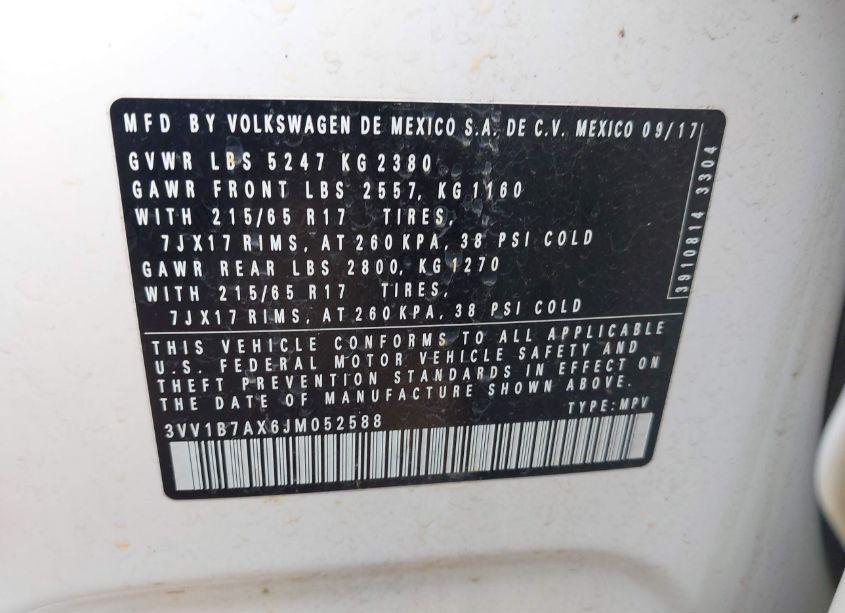 MFD BY VOLKSWAGEN DE MEXICO S.A. DE C.V. MEXICO 09/17
GVWR LBS 5247 KG 2380
GAWR FRONT LBS 2557, KG 1160
WITH 215/65 R17 TIRES,
7JX17 RIMS, AT 260 KPA, 38 PSI COLD
GAWR REAR LBS 2800, KG 1270
WITH 215/65 R17 TIRES,
7JX17 RIMS, AT 260 KPA, 38 PSI COLD
3910814 3304
THIS VEHICLE CONFORMS TO ALL APPLICABLE
U.S. FEDERAL MOTOR VEHICLE SAFETY AND
THEFT PREVENTION STANDARDS IN EFFECT ON
THE DATE OF MANUFACTURE SHOWN ABOVE.
3VV1B7AX6JM052588
TYPE: MPV